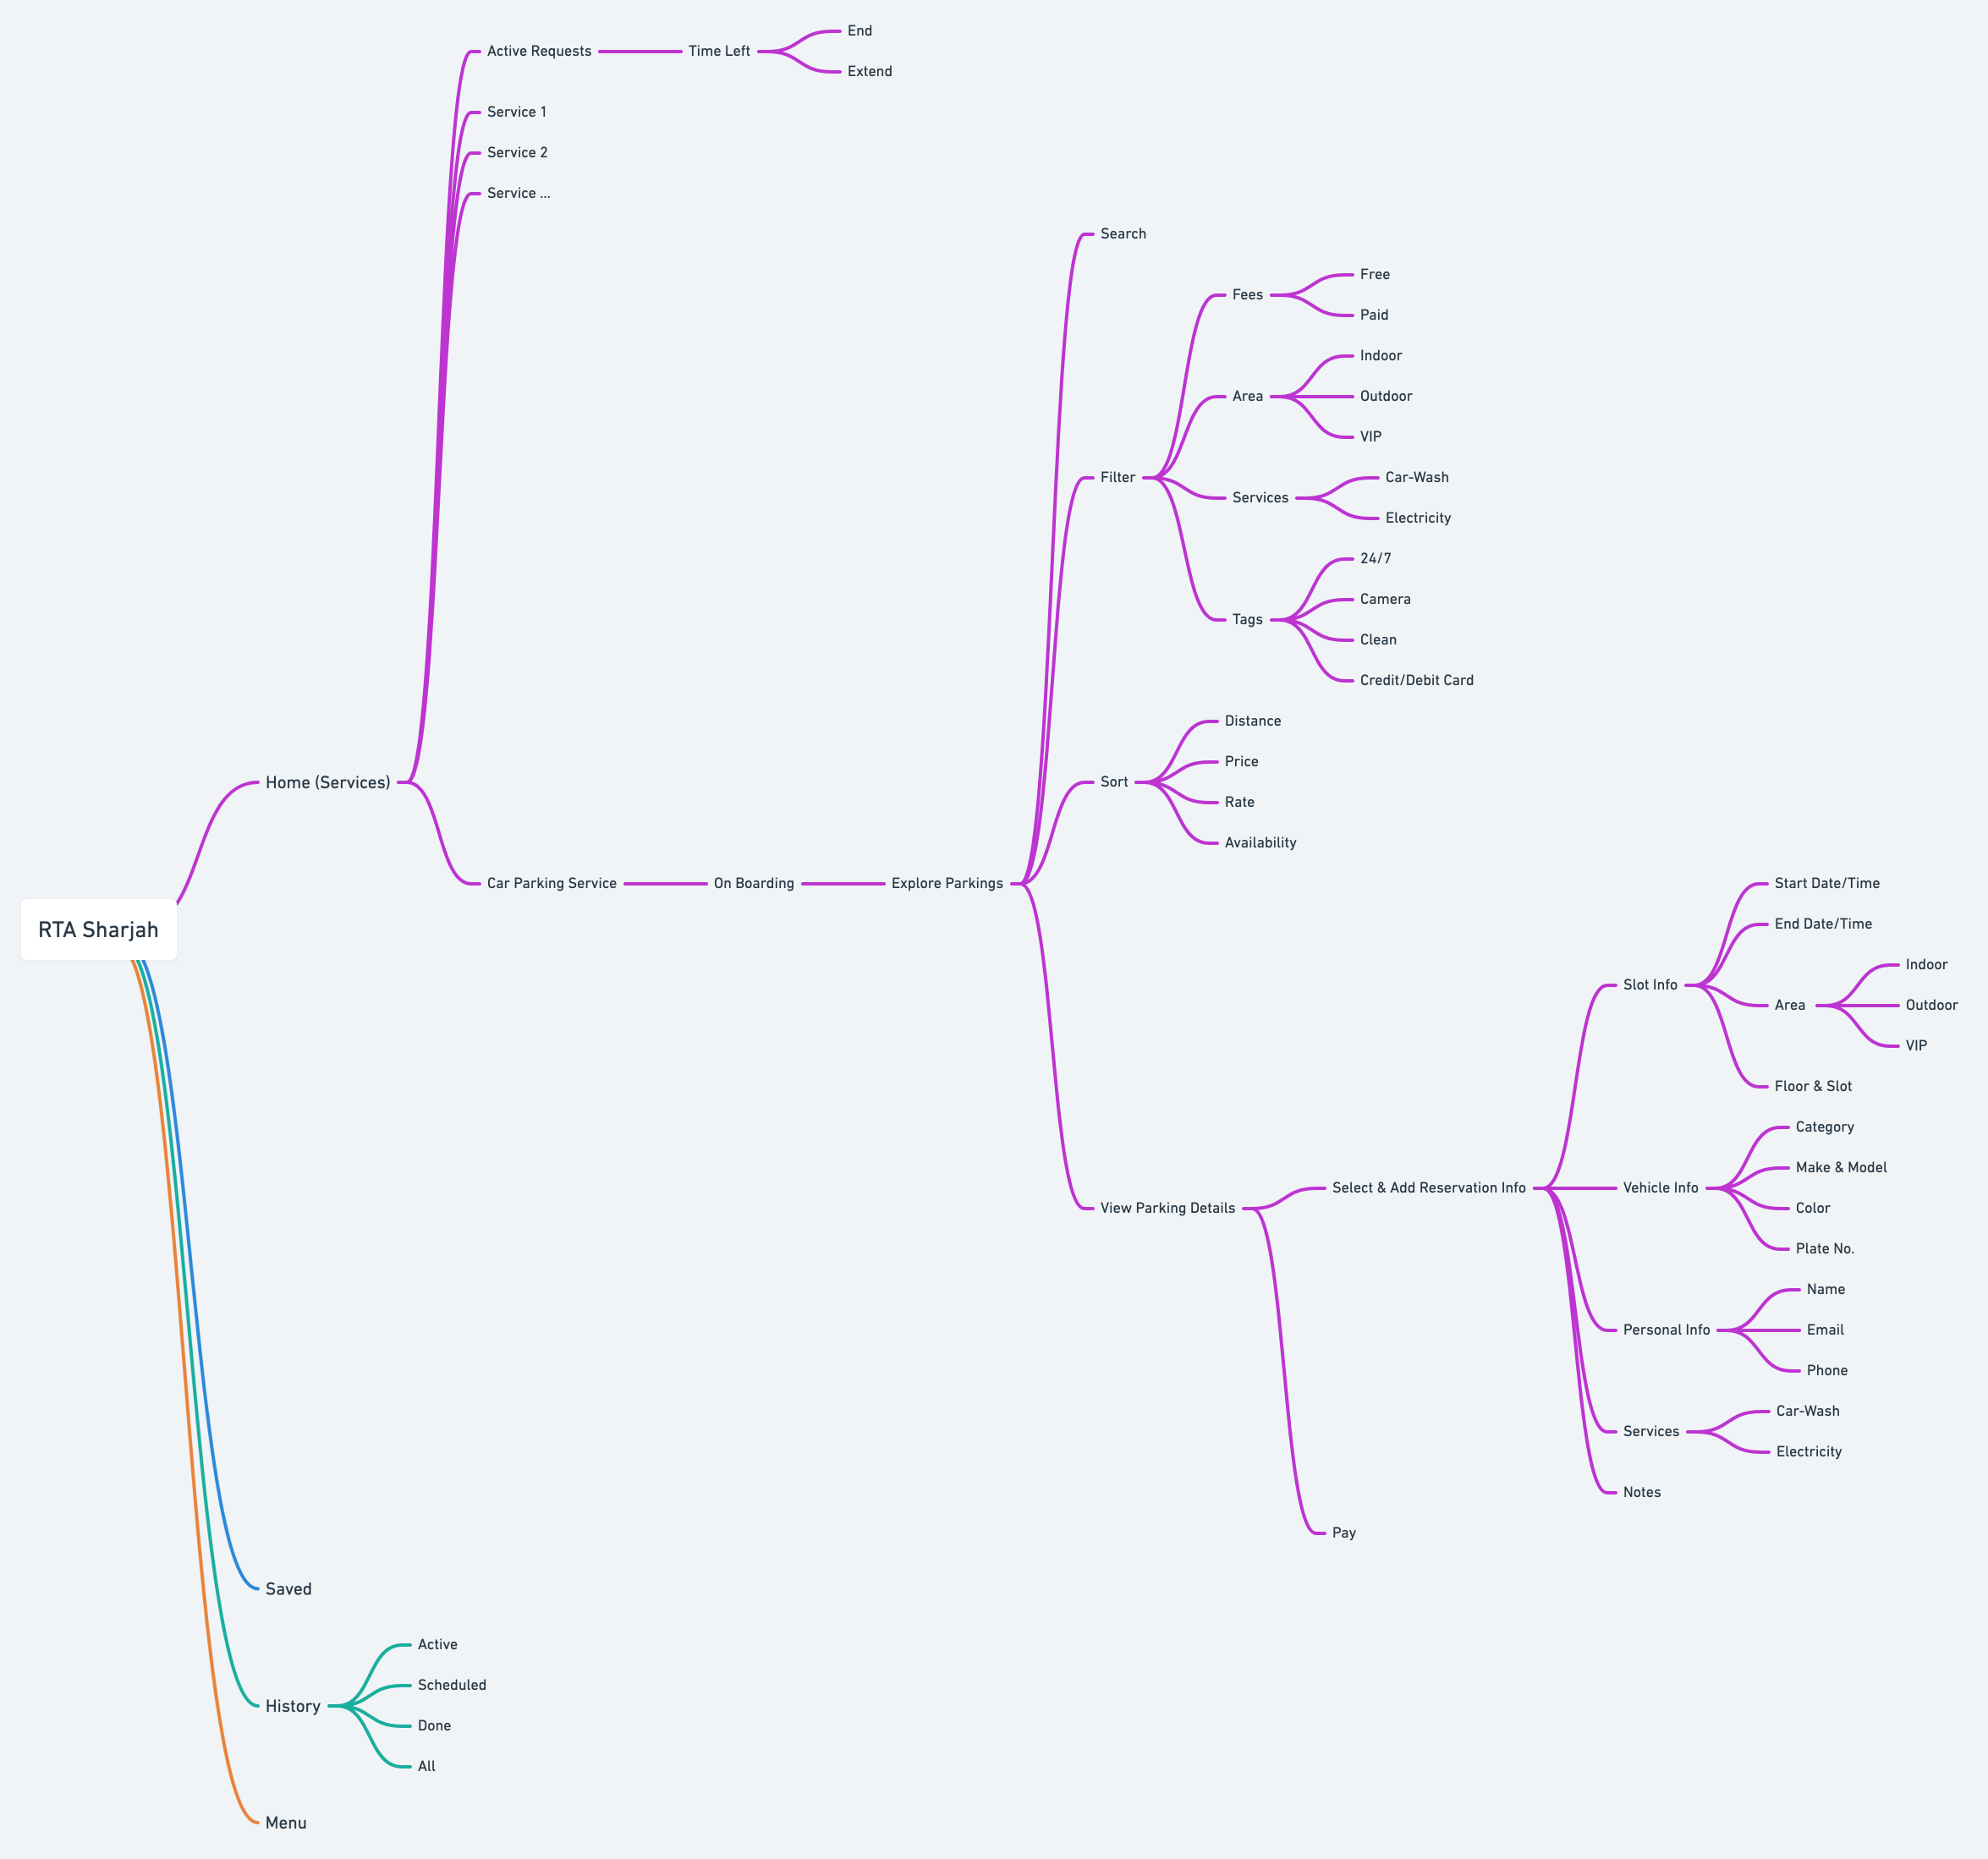 RTA Sharjah
Home (Services)
Active Requests
Time Left
End
Extend
Service 1
Service 2
Service ...
Car Parking Service
On Boarding
Explore Parkings
Search
Filter
Fees
Free
Paid
Area
Indoor
Outdoor
VIP
Services
Car-Wash
Electricity
Tags
24/7
Camera
Clean
Credit/Debit Card
Sort
Distance
Price
Rate
Availability
View Parking Details
Select & Add Reservation Info
Slot Info
Start Date/Time
End Date/Time
Area
Indoor
Outdoor
VIP
Floor & Slot
Vehicle Info
Category
Make & Model
Color
Plate No.
Personal Info
Name
Email
Phone
Services
Car-Wash
Electricity
Notes
Pay
Saved
History
Active
Scheduled
Done
All
Menu